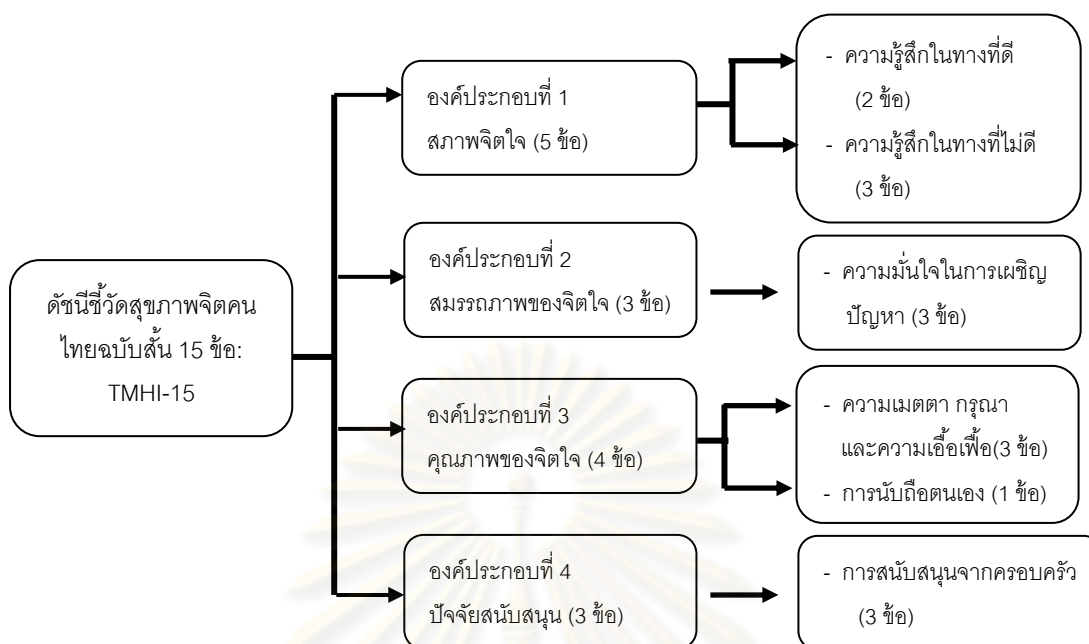 ดัชนีชี้วัดสุขภาพจิตคน
ไทยฉบับสั้น 15 ข้อ:
TMHI-15
องค์ประกอบที่ 1
สภาพจิตใจ (5 ข้อ)
- ความรู้สึกในทางที่ดี
(2 ข้อ)
- ความรู้สึกในทางที่ไม่ดี
(3 ข้อ)
องค์ประกอบที่ 2
สมรรถภาพของจิตใจ (3 ข้อ)
- ความมั่นใจในการเผชิญ
ปัญหา (3 ข้อ)
องค์ประกอบที่ 3
คุณภาพของจิตใจ (4 ข้อ)
- ความเมตตา กรุณา
และความเอื้อเฟื้อ(3 ข้อ)
- การนับถือตนเอง (1 ข้อ)
องค์ประกอบที่ 4
ปัจจัยสนับสนุน (3 ข้อ)
- การสนับสนุนจากครอบครัว
(3 ข้อ)